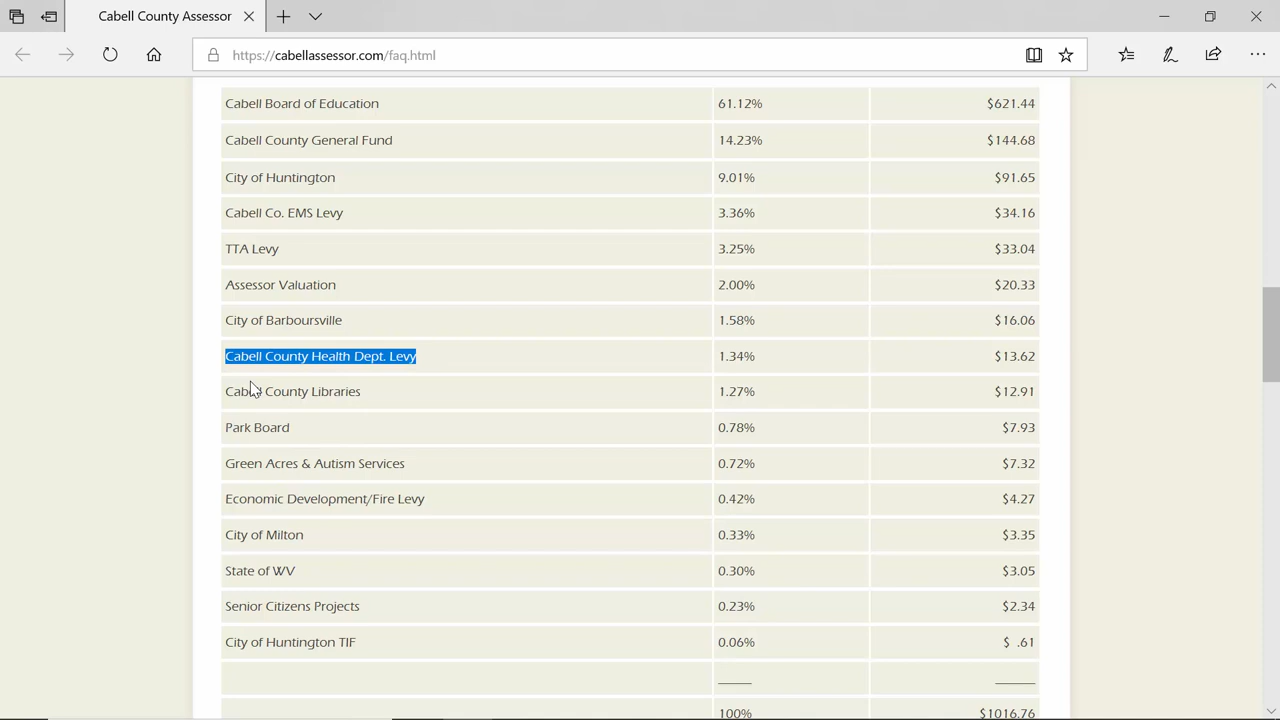 Cabell County Assessor
https://cabellassessor.com/faq.html
Cabell Board of Education 61.12% $621.44
Cabell County General Fund 14.23% $144.68
City of Huntington 9.01% $91.65
Cabell Co. EMS Levy 3.36% $34.16
TTA Levy 3.25% $33.04
Assessor Valuation 2.00% $20.33
City of Barboursville 1.58% $16.06
Cabell County Health Dept. Levy 1.34% $13.62
Cabell County Libraries 1.27% $12.91
Park Board 0.78% $7.93
Green Acres & Autism Services 0.72% $7.32
Economic Development/Fire Levy 0.42% $4.27
City of Milton 0.33% $3.35
State of WV 0.30% $3.05
Senior Citizens Projects 0.23% $2.34
City of Huntington TIF 0.06% $ .61
100% $1016.76